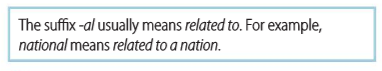 The suffix -al usually means related to. For example,
national means related to a nation.